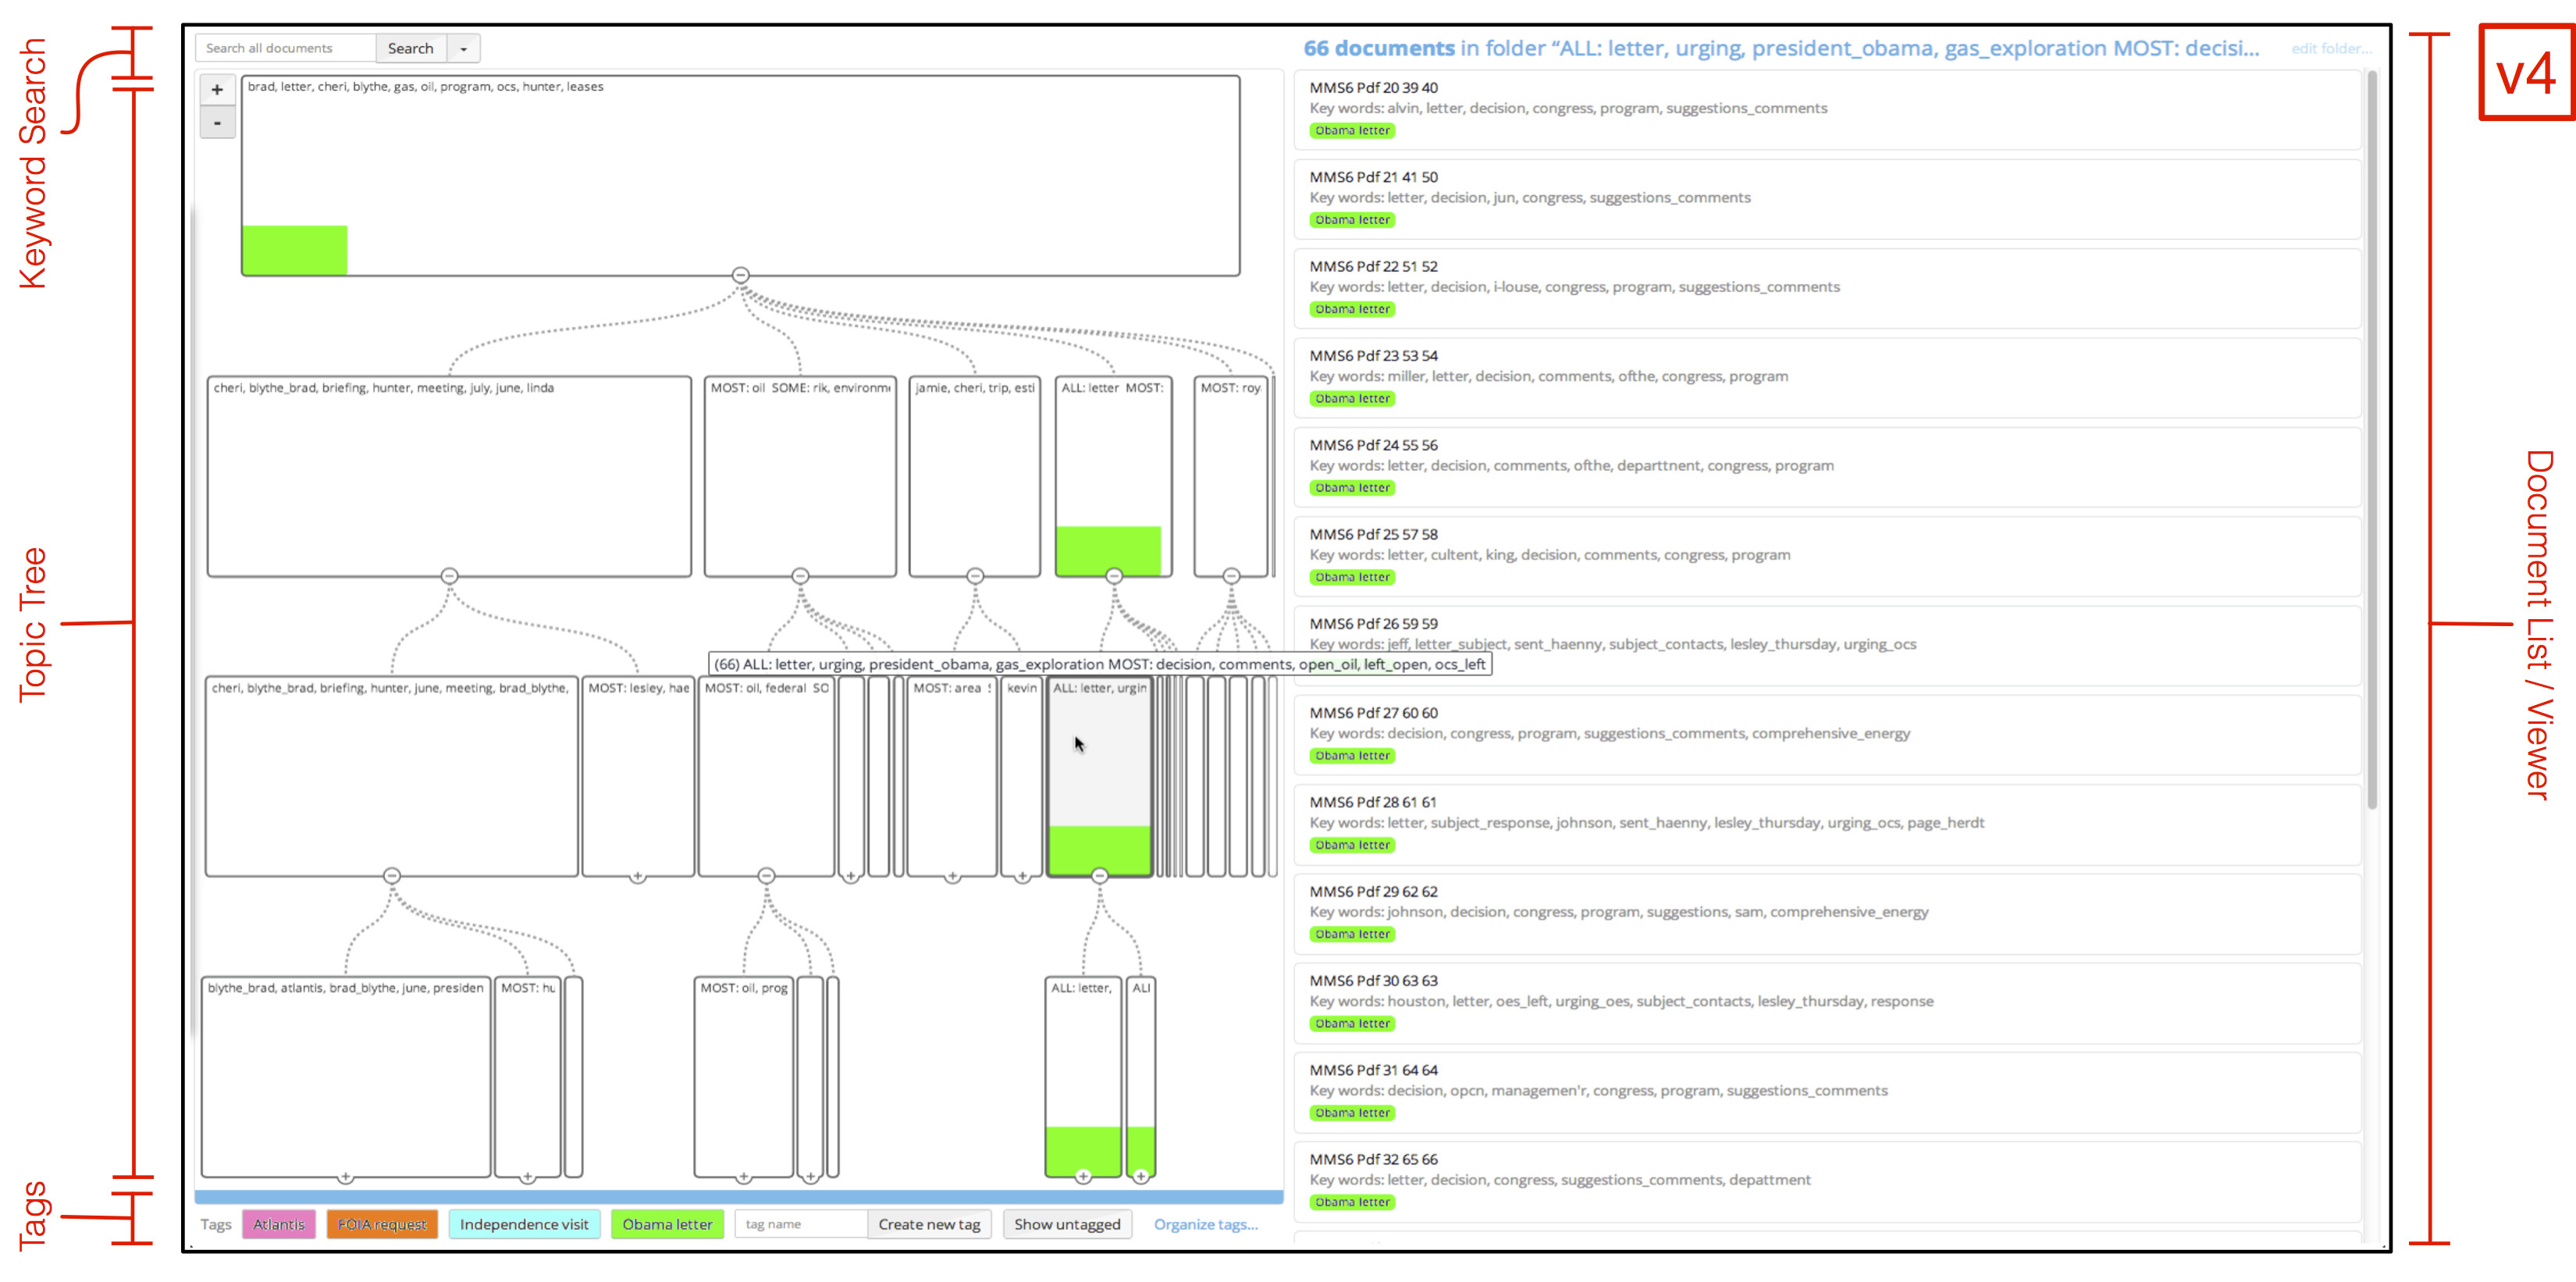 Keyword Search
Topic Tree
Tags
Search all documents
Search
+
-
brad, letter, cheri, blythe, gas, oil, program, ocs, hunter, leases
cheri, blythe_brad, briefing, hunter, meeting, july, june, linda
MOST: oil SOME: rik, environme
jamie, cheri, trip, esti
ALL: letter MOST:
MOST: roy
(66) ALL: letter, urging, president_obama, gas_exploration MOST: decision, comments, open_oil, left_open, ocs_left
cheri, blythe_brad, briefing, hunter, june, meeting, brad_blythe,
MOST: lesley, hae
MOST: oil, federal SO
MOST: area
kevin
ALL: letter, urgin
blythe_brad, atlantis, brad_blythe, june, presiden
MOST: hu
MOST: oil, prog
ALL: letter,
ALI
Tags
Atlantis
FOIA request
Independence visit
Obama letter
tag name
Create new tag
Show untagged
Organize tags...
66 documents in folder “ALL: letter, urging, president_obama, gas_exploration MOST: decisi...
edit folder...
MMS6 Pdf 20 39 40
Key words: alvin, letter, decision, congress, program, suggestions_comments
Obama letter
MMS6 Pdf 21 41 50
Key words: letter, decision, jun, congress, suggestions_comments
Obama letter
MMS6 Pdf 22 51 52
Key words: letter, decision, i-louse, congress, program, suggestions_comments
Obama letter
MMS6 Pdf 23 53 54
Key words: miller, letter, decision, comments, ofthe, congress, program
Obama letter
MMS6 Pdf 24 55 56
Key words: letter, decision, comments, ofthe, departtnent, congress, program
Obama letter
MMS6 Pdf 25 57 58
Key words: letter, cultent, king, decision, comments, congress, program
Obama letter
MMS6 Pdf 26 59 59
Key words: jeff, letter_subject, sent_haenny, subject_contacts, lesley_thursday, urging_ocs
MMS6 Pdf 27 60 60
Key words: decision, congress, program, suggestions_comments, comprehensive_energy
Obama letter
MMS6 Pdf 28 61 61
Key words: letter, subject_response, johnson, sent_haenny, lesley_thursday, urging_ocs, page_herdt
Obama letter
MMS6 Pdf 29 62 62
Key words: johnson, decision, congress, program, suggestions, sam, comprehensive_energy
Obama letter
MMS6 Pdf 30 63 63
Key words: houston, letter, oes_left, urging_oes, subject_contacts, lesley_thursday, response
Obama letter
MMS6 Pdf 31 64 64
Key words: decision, opcn, managemen'r, congress, program, suggestions_comments
Obama letter
MMS6 Pdf 32 65 66
Key words: letter, decision, congress, suggestions_comments, depattment
Obama letter
v4
Document List / Viewer